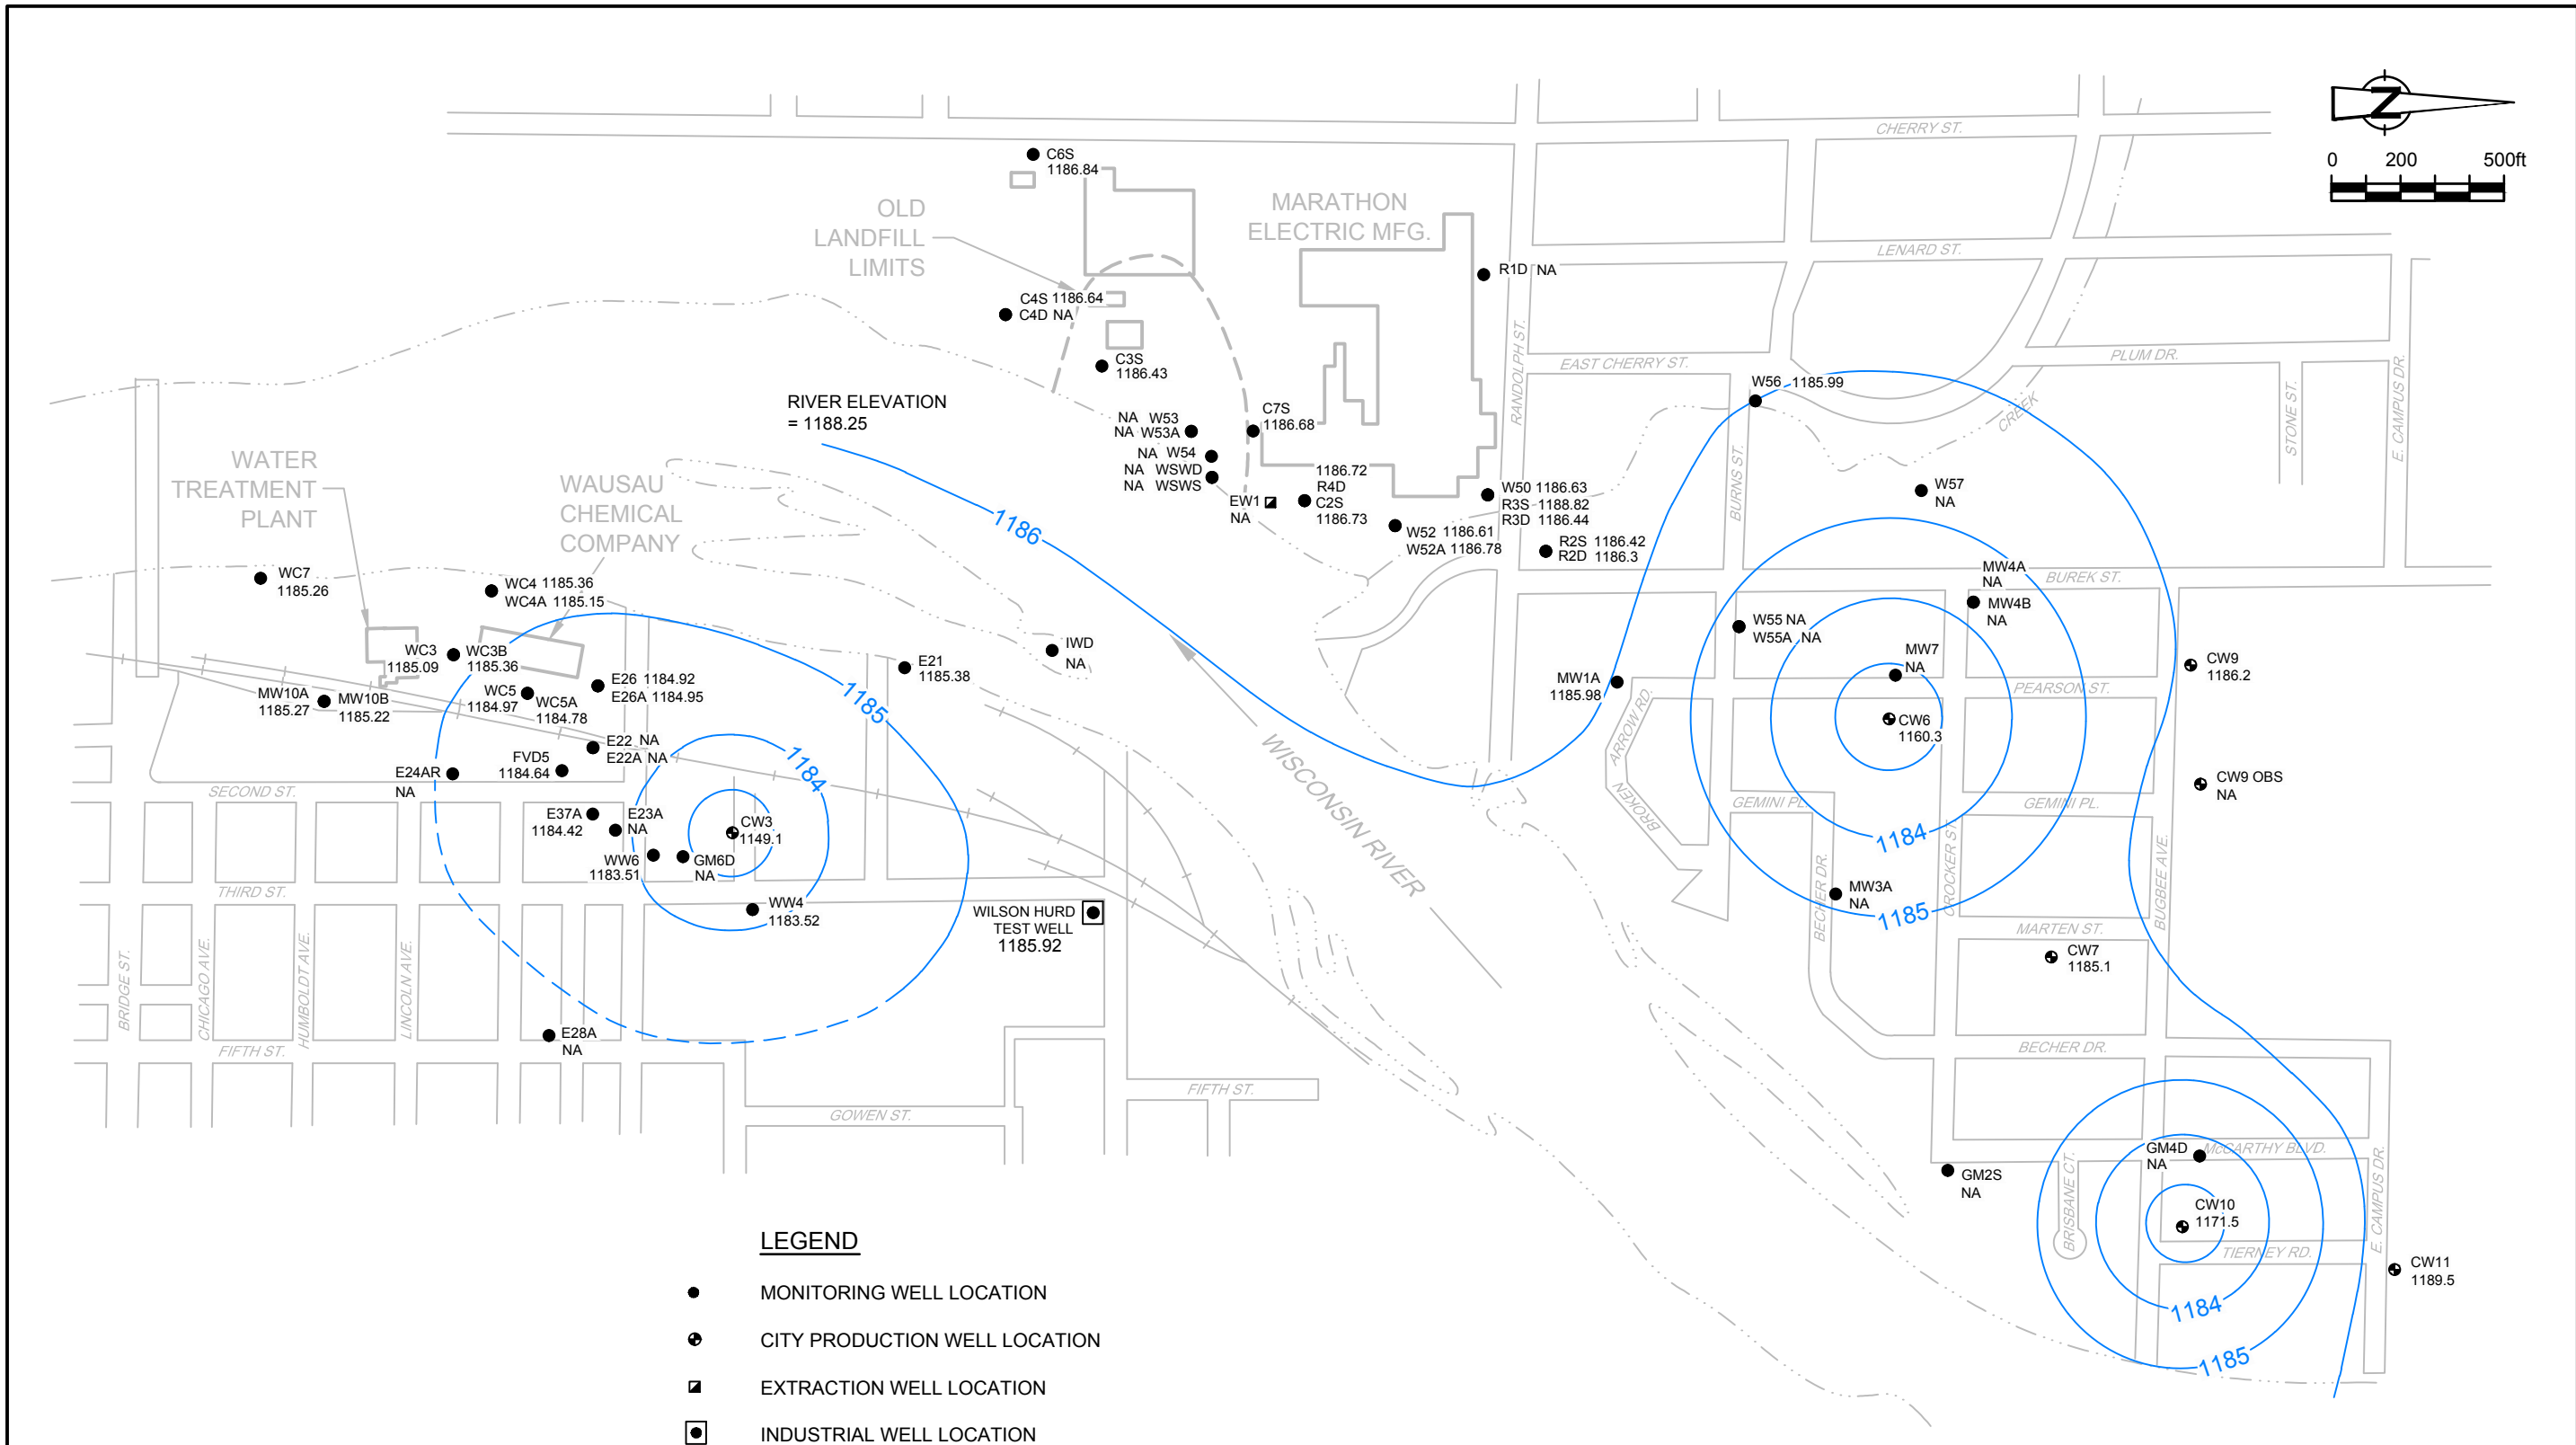 CHERRY ST.
Z
0 200 500ft
C6S
1186.84
OLD
LANDFILL
LIMITS
MARATHON
ELECTRIC MFG.
LENARD ST.
R1D NA
C4S 1186.64
C4D NA
C3S
1186.43
RANDOLPH ST.
EAST CHERRY ST.
PLUM DR.
E. CAMPUS DR.
STONE ST.
W56 1185.99
CREEK
RIVER ELEVATION
= 1188.25
NA W53
NA W53A
C7S
1186.68
NA W54
NA WSWD
NA WSWS
EW1
NA
1186.72
R4D
C2S
1186.73
W50 1186.63
R3S 1188.82
R3D 1186.44
W52 1186.61
W52A 1186.78
R2S 1186.42
R2D 1186.3
BURNS ST.
W57
NA
WATER
TREATMENT
PLANT
WAUSAU
CHEMICAL
COMPANY
1186
WC7
1185.26
WC4 1185.36
WC4A 1185.15
MW4A
NA
BUREK ST.
MW4B
NA
W55 NA
W55A NA
MW7
NA
WC3
1185.09
WC3B
1185.36
IWD
NA
E21
1185.38
CW9
1186.2
MW10A
1185.27
MW10B
1185.22
WC5
1184.97
WC5A
1184.78
E26 1184.92
E26A 1184.95
1185
MW1A
1185.98
PEARSON ST.
CW6
1160.3
ARROW RD.
BROKEN
E22 NA
E22A NA
FVD5
1184.64
1184
E24AR
NA
WISCONSIN RIVER
CW9 OBS
NA
SECOND ST.
GEMINI PL.
GEMINI PL.
E37A
1184.42
E23A
NA
CW3
1149.1
1184
CROCKER ST.
BUGBEE AVE.
WW6
1183.51
GM6D
NA
BECHER DR.
MW3A
NA
1185
THIRD ST.
WW4
1183.52
WILSON HURD
TEST WELL
1185.92
MARTEN ST.
CW7
1185.1
BRIDGE ST.
CHICAGO AVE.
HUMBOLDT AVE.
LINCOLN AVE.
E28A
NA
FIFTH ST.
BECHER DR.
FIFTH ST.
GOWEN ST.
GM4D
NA
McCARTHY BLVD.
GM2S
NA
BRISBANE CT.
E. CAMPUS DR.
CW10
1171.5
TIERNEY RD.
CW11
1189.5
1184
1185
LEGEND
MONITORING WELL LOCATION
CITY PRODUCTION WELL LOCATION
EXTRACTION WELL LOCATION
INDUSTRIAL WELL LOCATION